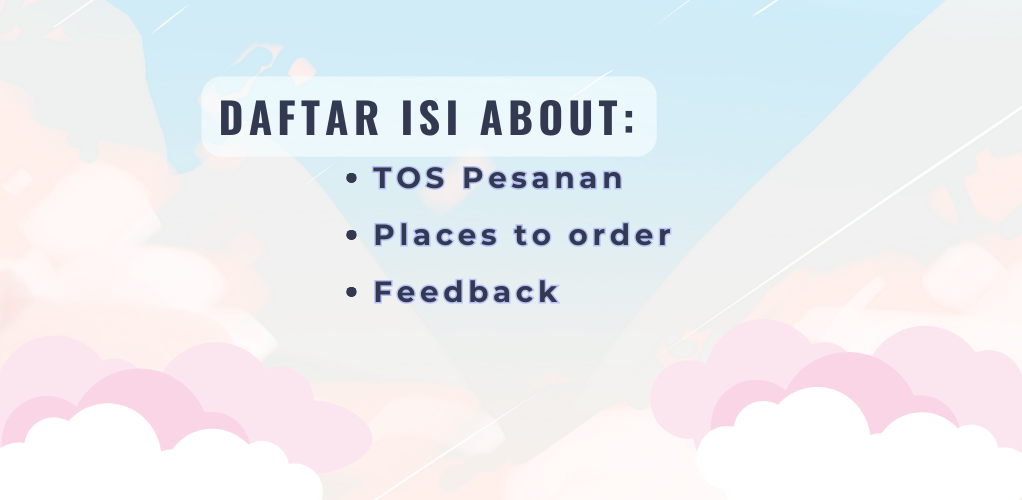 DAFTAR ISI ABOUT:
• TOS Pesanan
• Places to order
• Feedback